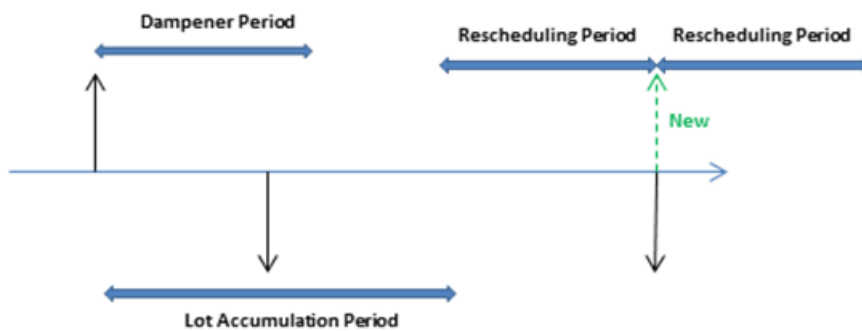 Dampener Period
Rescheduling Period
Rescheduling Period
New
Lot Accumulation Period